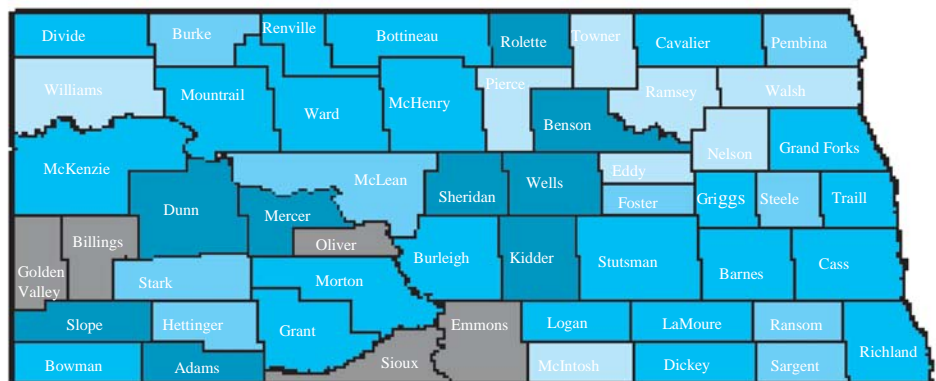 Divide
Burke
Renville
Bottineau
Rolette
Towner
Cavalier
Pembina
Williams
Mountrail
Ward
McHenry
Pierce
Ramsey
Walsh
Benson
McKenzie
Nelson
Grand Forks
McLean
Eddy
Dunn
Mercer
Sheridan
Wells
Foster
Griggs
Steele
Traill
Billings
Oliver
Golden
Valley
Stark
Morton
Burleigh
Kidder
Stutsman
Barnes
Cass
Slope
Hettinger
Grant
Emmons
Logan
LaMoure
Ransom
Bowman
Adams
Sioux
McIntosh
Dickey
Sargent
Richland